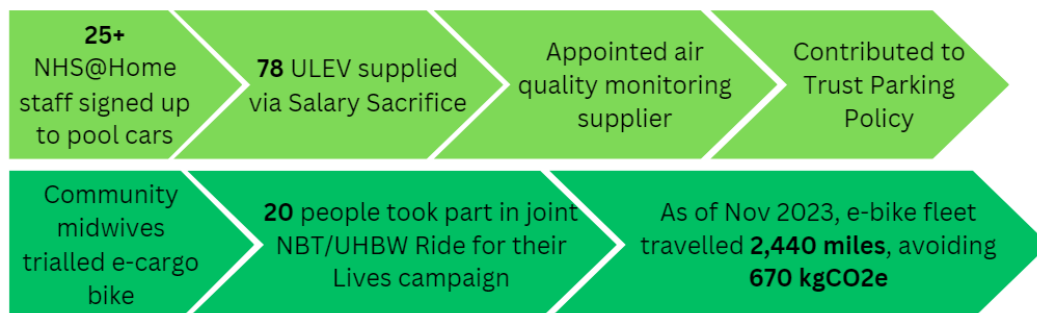 25+
NHS@Home
staff signed up
to pool cars
78 ULEV supplied
via Salary Sacrifice
Appointed air
quality monitoring
supplier
Contributed to
Trust Parking
Policy
Community
midwives
trialled e-cargo
bike
20 people took part in joint
NBT/UHBW Ride for their
Lives campaign
As of Nov 2023, e-bike fleet
travelled 2,440 miles, avoiding
670 kgCO2e